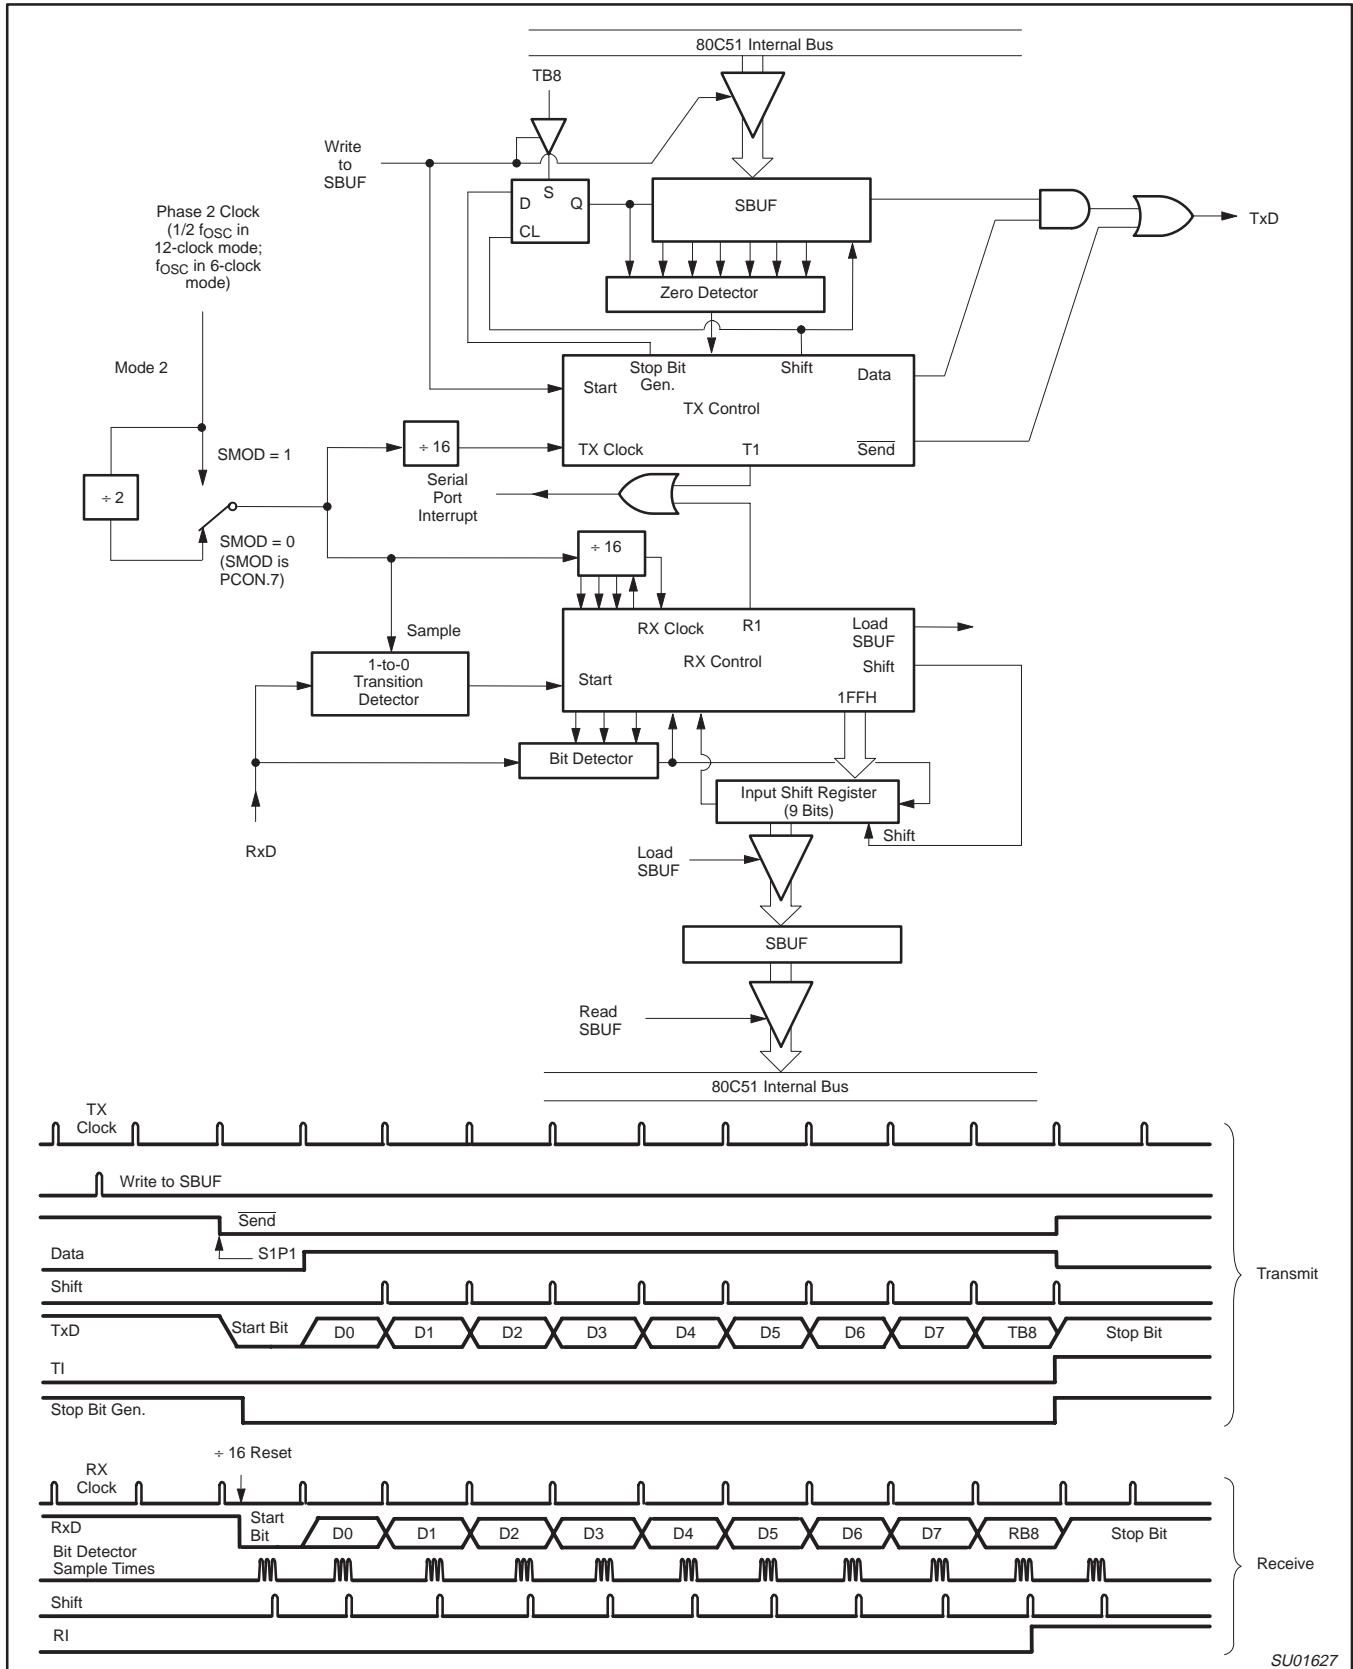 80C51 Internal Bus
TB8
Write
to
SBUF
D
S
Q
CL
SBUF
TxD
Phase 2 Clock
(1/2 fOSC in
12-clock mode;
fOSC in 6-clock
mode)
Zero Detector
Mode 2
Stop Bit
Gen.
Shift
Data
Start
TX Control
TX Clock
T1
Send
÷ 16
SMOD = 1
÷ 2
Serial
Port
Interrupt
SMOD = 0
(SMOD is
PCON.7)
÷ 16
Sample
RX Clock
R1
Load
SBUF
RX Control
Shift
1-to-0
Transition
Detector
Start
1FFH
Bit Detector
Input Shift Register
(9 Bits)
Shift
RxD
Load
SBUF
SBUF
Read
SBUF
80C51 Internal Bus
TX
Clock
Write to SBUF
Send
Data
S1P1
Shift
Transmit
TxD
Start Bit
D0
D1
D2
D3
D4
D5
D6
D7
TB8
Stop Bit
TI
Stop Bit Gen.
÷ 16 Reset
RX
Clock
RxD
Start
Bit
D0
D1
D2
D3
D4
D5
D6
D7
RB8
Stop Bit
Bit Detector
Sample Times
Receive
Shift
RI
SU01627